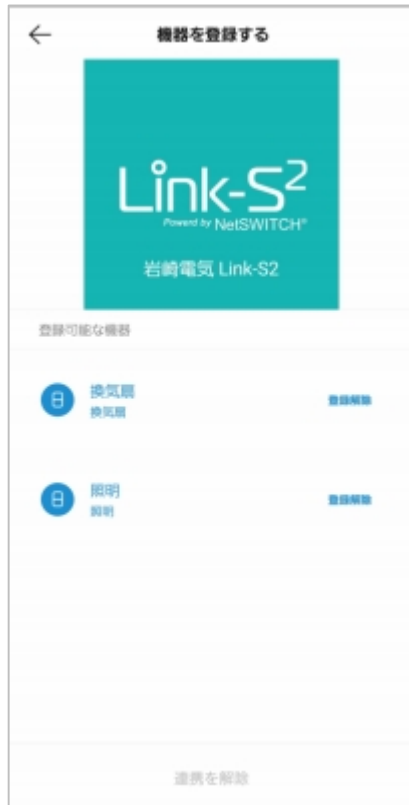 機器を登録する
Link-S2
Powered by NetSWITCH®
岩崎電気 Link-S2
登録可能な機器
換気扇
登録解除
換気扇
照明
登録解除
照明
連携を解除